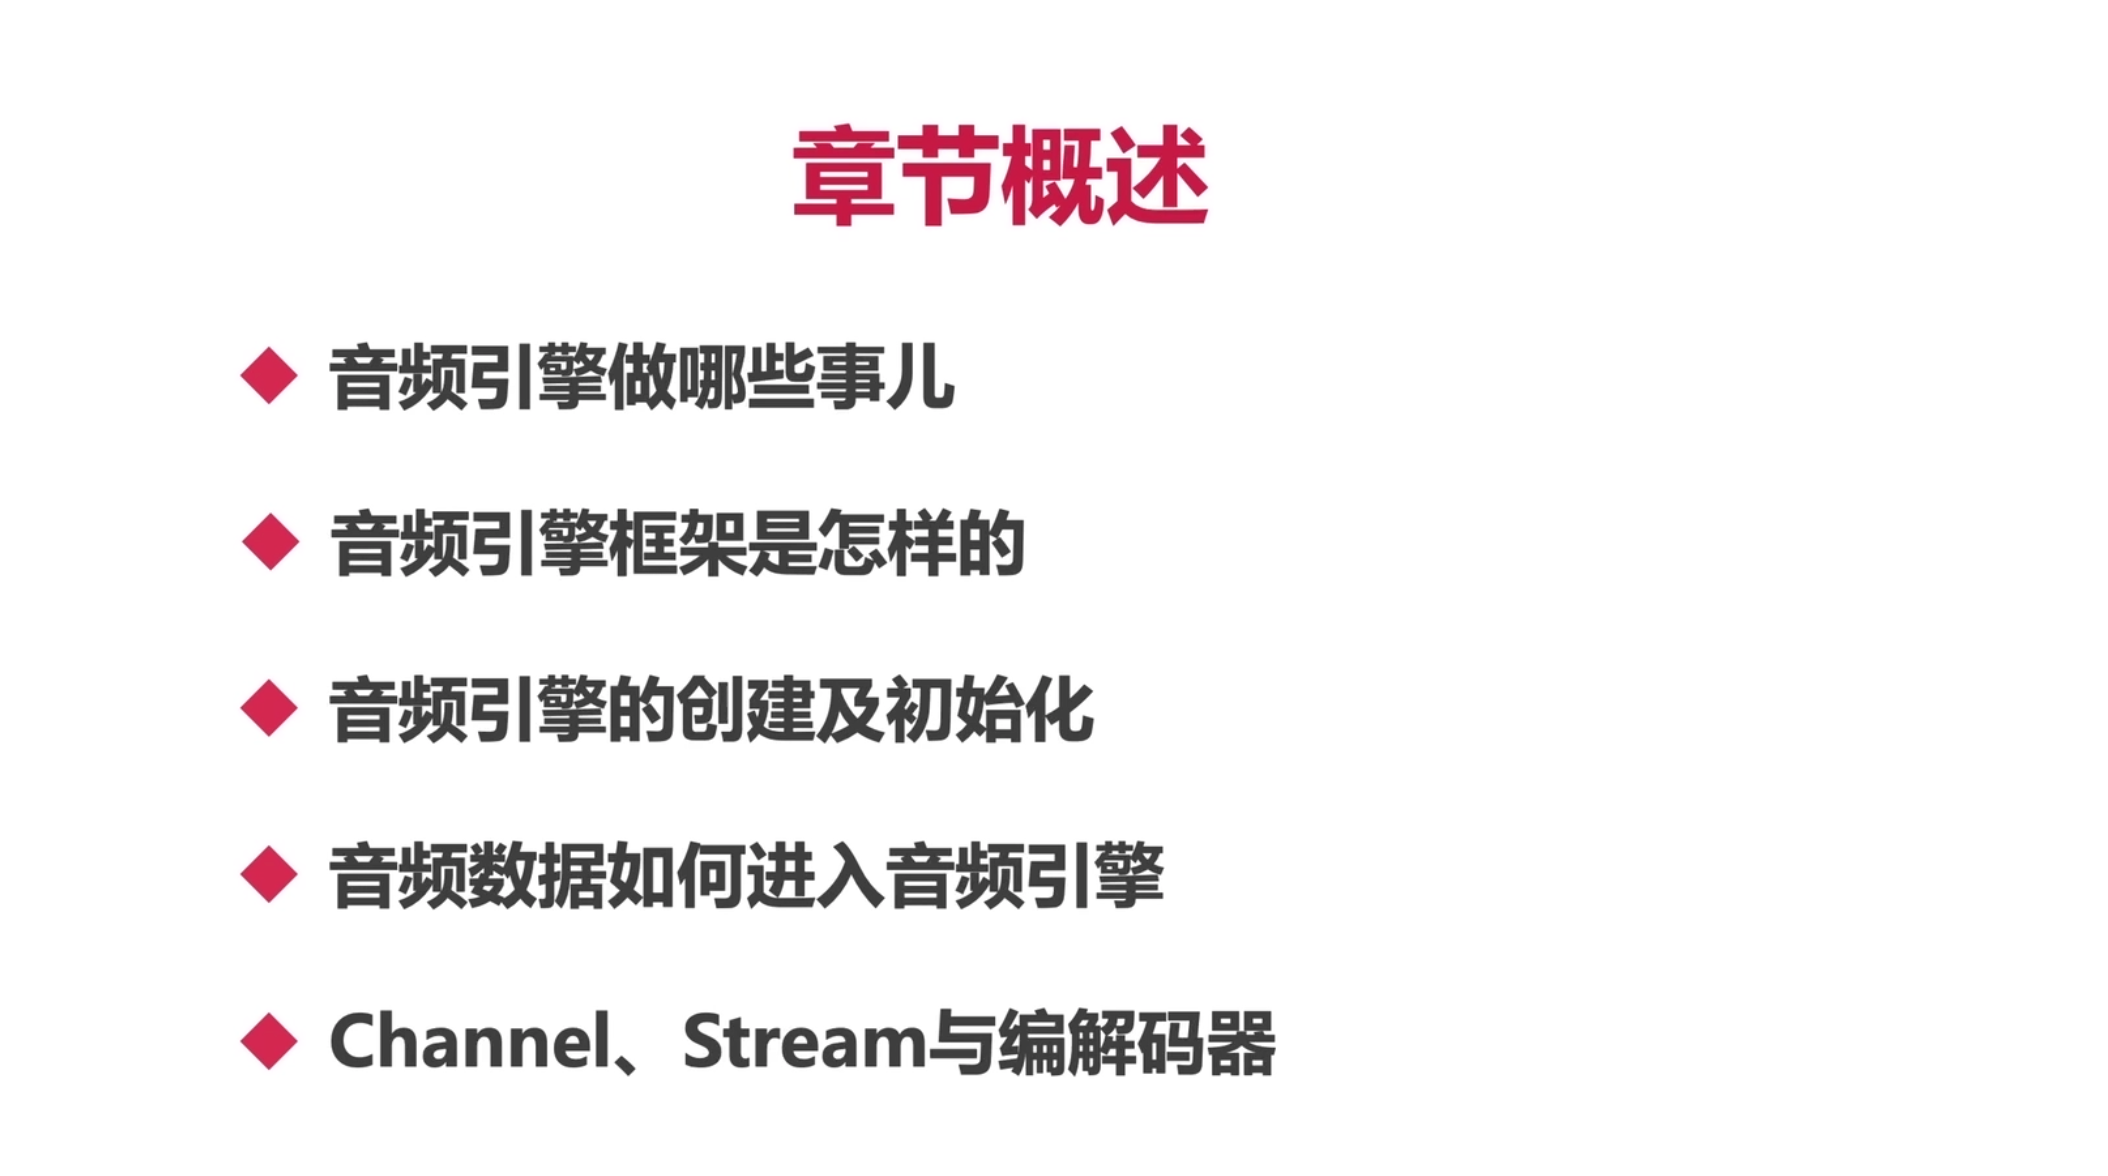 章节概述
音频引擎做哪些事儿
音频引擎框架是怎样的
音频引擎的创建及初始化
音频数据如何进入音频引擎
Channel、Stream与编解码器